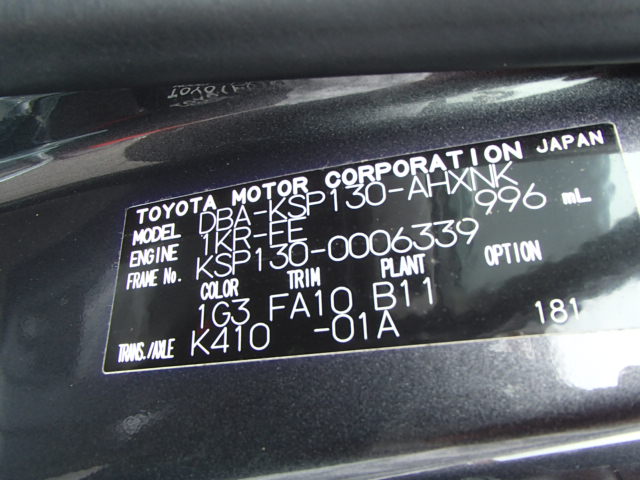 TOYOTA MOTOR CORPORATION JAPAN
MODEL DBA-KSP130-AHXNK
ENGINE 1KR-FE 996 mL
FRAME No. KSP130-0006339
COLOR TRIM PLANT OPTION
1G3 FA10 B11
TRANS./AXLE K410 -01A 181